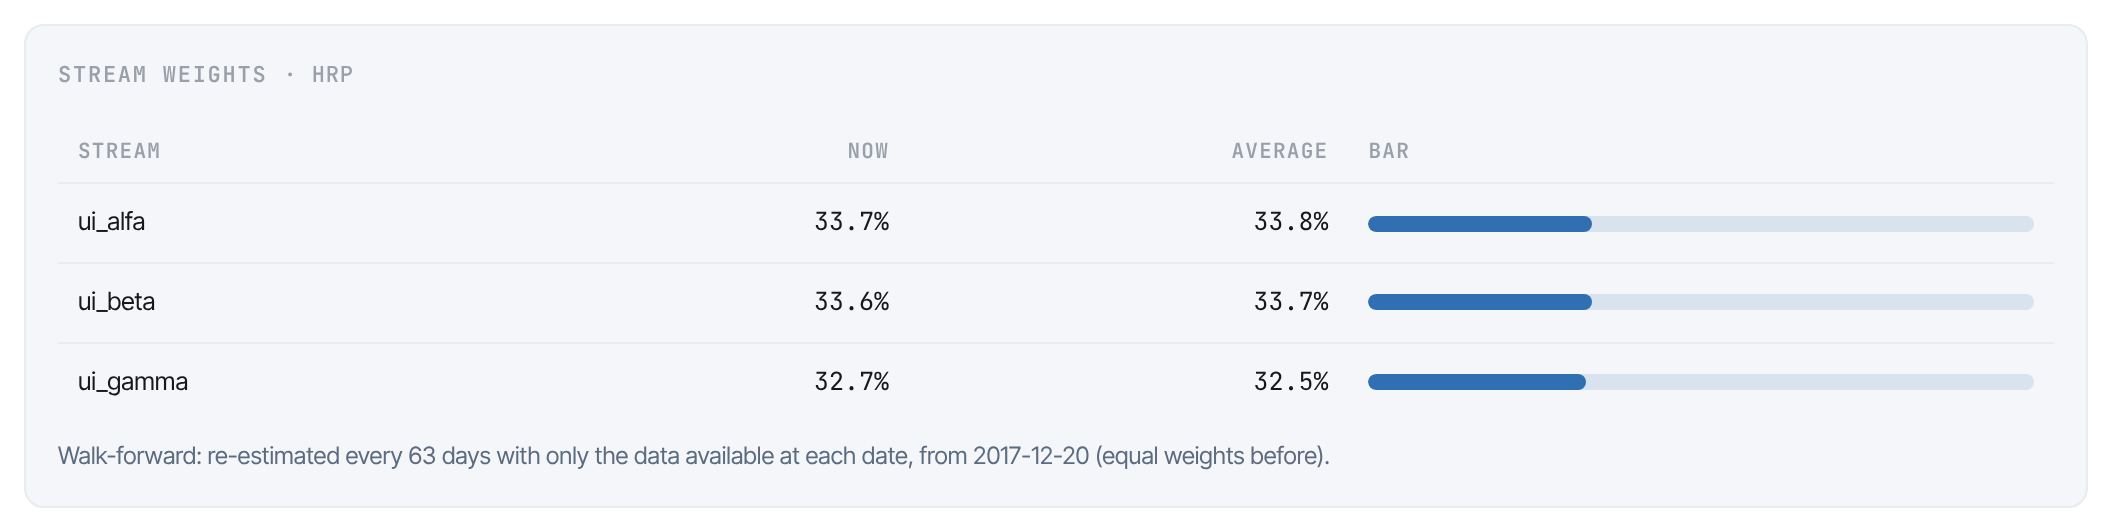 STREAM WEIGHTS · HRP
STREAM NOW AVERAGE BAR
ui_alfa 33.7% 33.8%
ui_beta 33.6% 33.7%
ui_gamma 32.7% 32.5%
Walk-forward: re-estimated every 63 days with only the data available at each date, from 2017-12-20 (equal weights before).